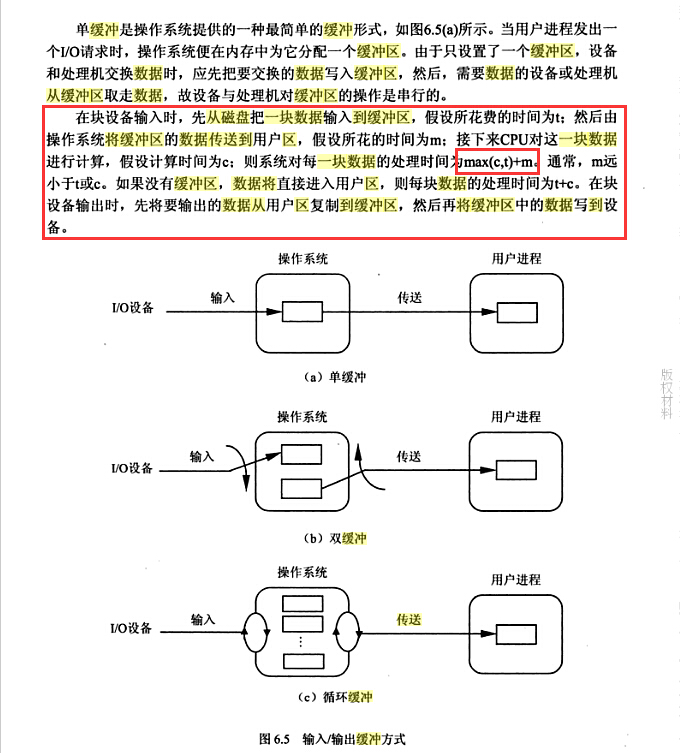 单缓冲是操作系统提供的一种最简单的缓冲形式，如图6.5(a)所示。当用户进程发出一
个I/O请求时，操作系统便在内存中为它分配一个缓冲区。由于只设置了一个缓冲区，设备
和处理机交换数据时，应先把要交换的数据写入缓冲区，然后，需要数据的设备或处理机
从缓冲区取走数据，故设备与处理机对缓冲区的操作是串行的。
在块设备输入时，先从磁盘把一块数据输入到缓冲区，假设所花费的时间为t；然后由
操作系统将缓冲区的数据传送到用户区，假设所花的时间为m；接下来CPU对这一块数据
进行计算，假设计算时间为c；则系统对每一块数据的处理时间为max(c,t)+m。通常，m远
小于t或c。如果没有缓冲区，数据将直接进入用户区，则每块数据的处理时间为t+c。在块
设备输出时，先将要输出的数据从用户区复制到缓冲区，然后再将缓冲区中的数据写到设
备。
操作系统
用户进程
I/O设备
输入
传送
（a）单缓冲
操作系统
用户进程
I/O设备
输入
传送
（b）双缓冲
操作系统
用户进程
I/O设备
输入
传送
（c）循环缓冲
图 6.5 输入/输出缓冲方式
版权材料